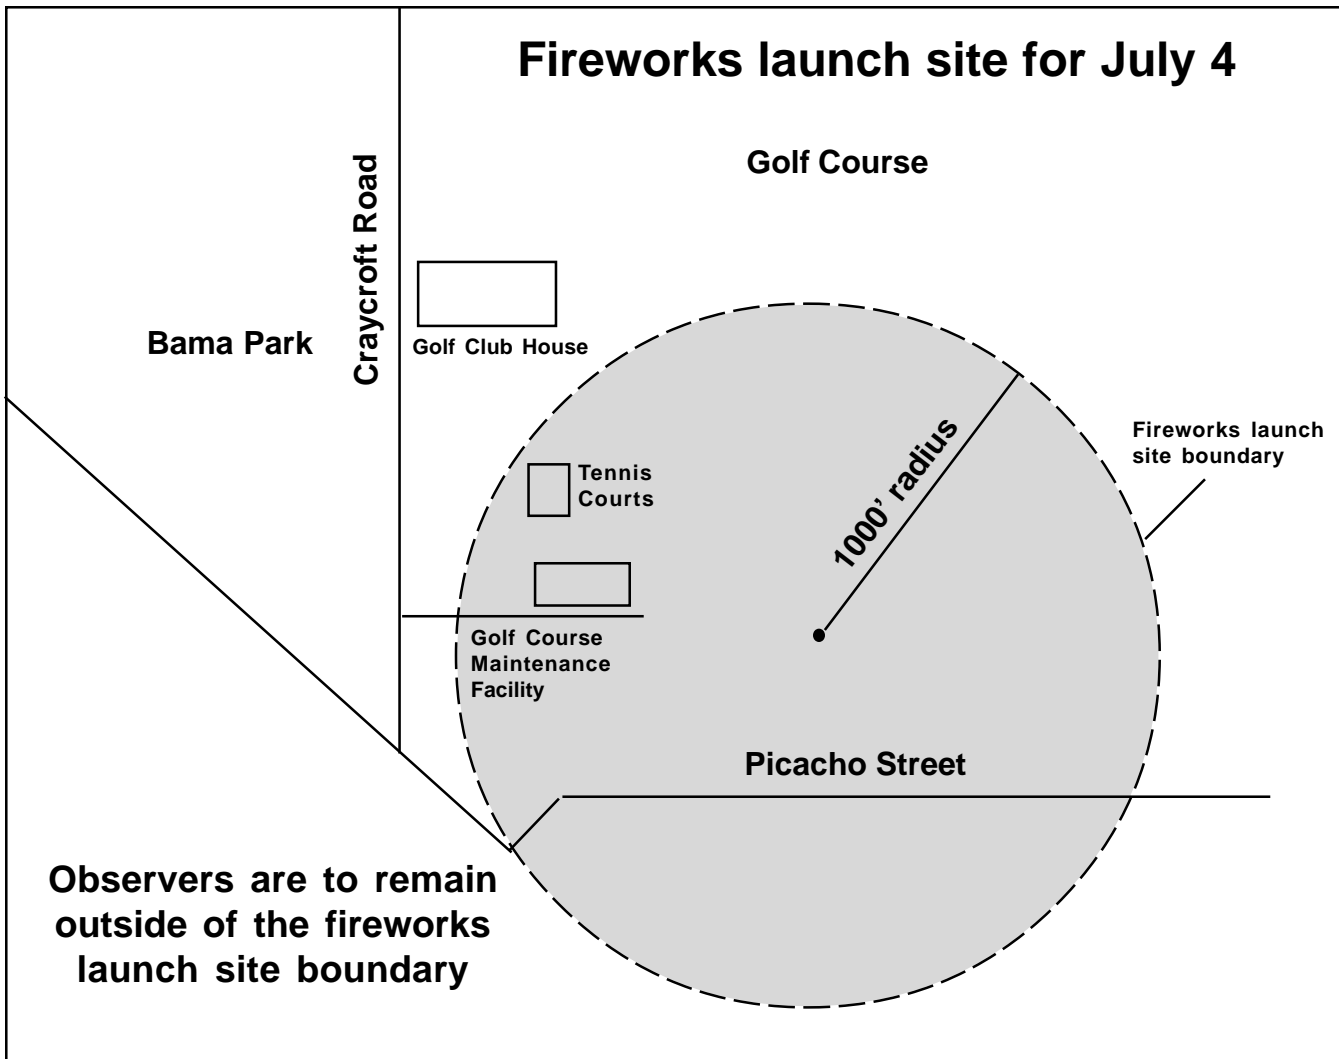 Fireworks launch site for July 4
Golf Course
Craycroft Road
Bama Park
Golf Club House
Fireworks launch
site boundary
1000’ radius
Tennis
Courts
Golf Course
Maintenance
Facility
Picacho Street
Observers are to remain
outside of the fireworks
launch site boundary